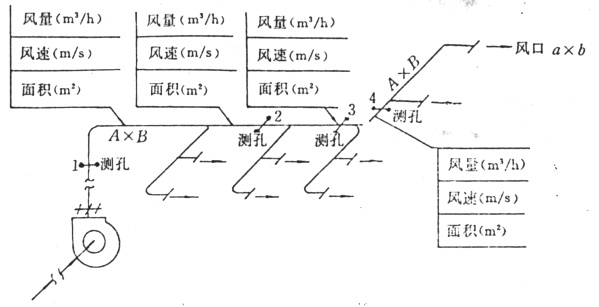 风量(m³/h)
风速(m/s)
面积(m²)
风量(m³/h)
风速(m/s)
面积(m²)
风量(m³/h)
风速(m/s)
面积(m²)
风口 a×b
A×B
A×B
2
测孔
3
测孔
4
测孔
1
测孔
风量(m³/h)
风速(m/s)
面积(m²)